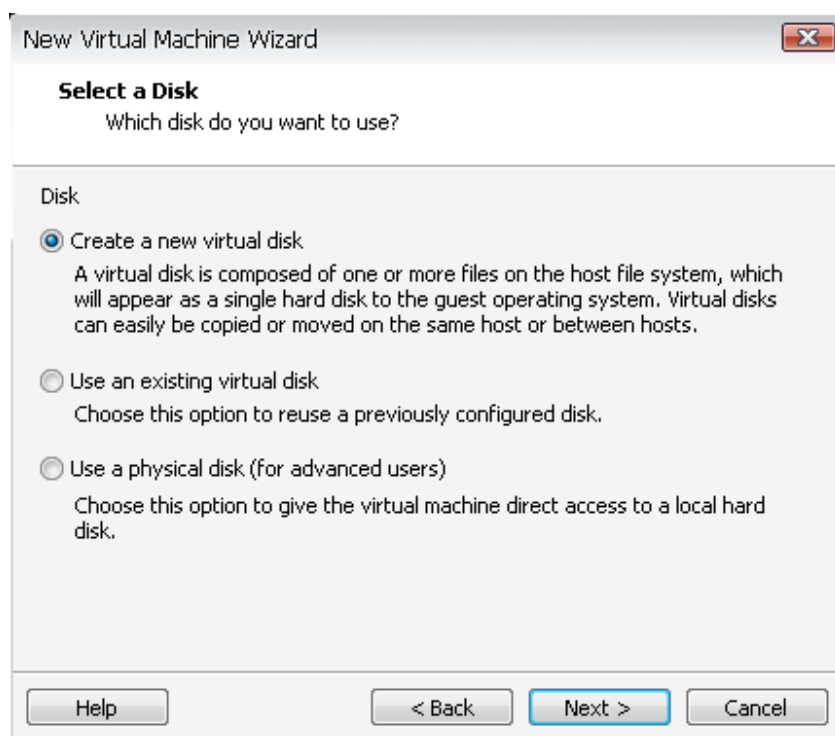 New Virtual Machine Wizard
Select a Disk
Which disk do you want to use?
Disk
Create a new virtual disk
A virtual disk is composed of one or more files on the host file system, which
will appear as a single hard disk to the guest operating system. Virtual disks
can easily be copied or moved on the same host or between hosts.
Use an existing virtual disk
Choose this option to reuse a previously configured disk.
Use a physical disk (for advanced users)
Choose this option to give the virtual machine direct access to a local hard
disk.
Help
< Back
Next >
Cancel